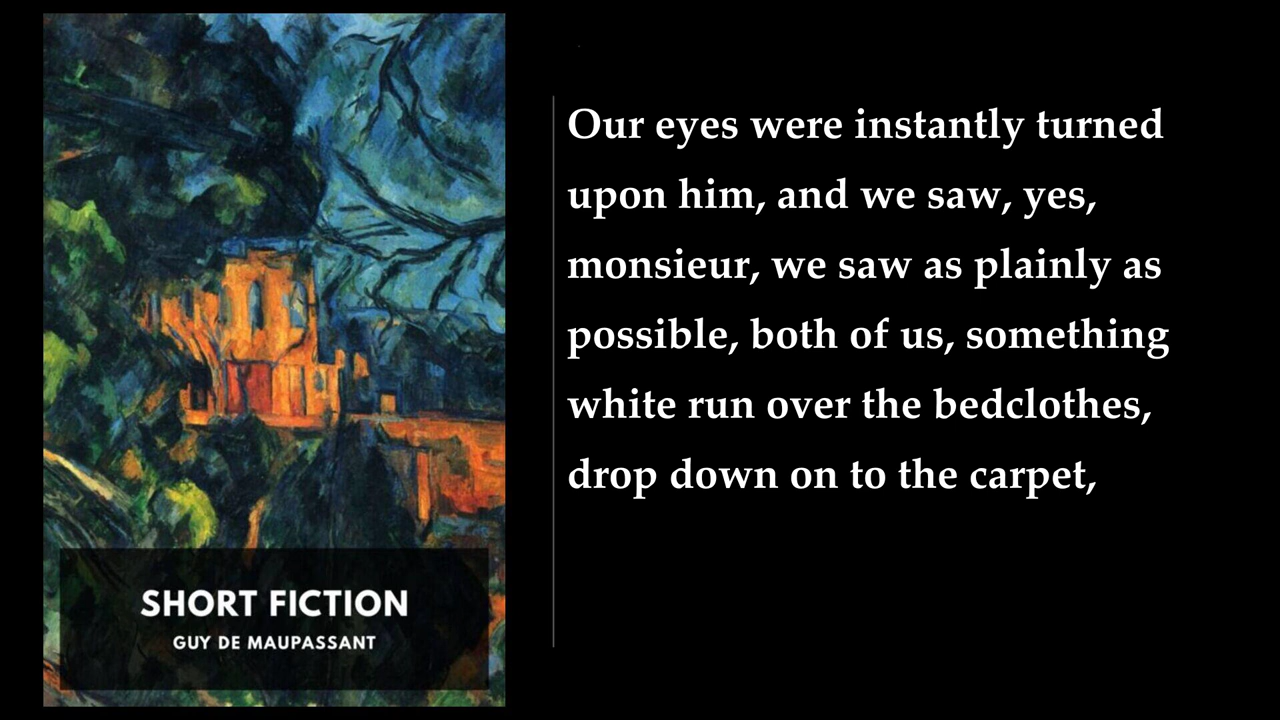 SHORT FICTION
GUY DE MAUPASSANT
Our eyes were instantly turned
upon him, and we saw, yes,
monsieur, we saw as plainly as
possible, both of us, something
white run over the bedclothes,
drop down on to the carpet,